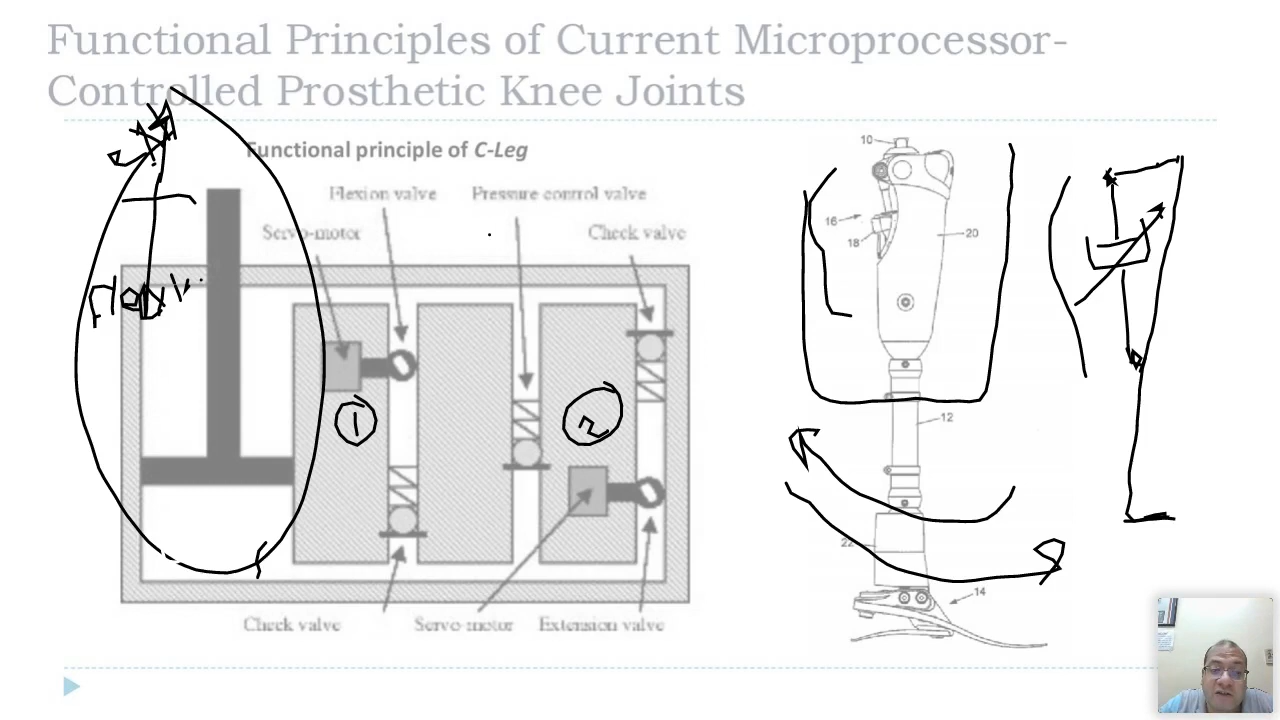 Functional Principles of Current Microprocessor-
Controlled Prosthetic Knee Joints
Functional principle of C-Leg
Flexion valve
Pressure control valve
Servo-motor
Check valve
1
2
Check valve
Servo-motor
Extension valve
10
16
18
20
12
22
14